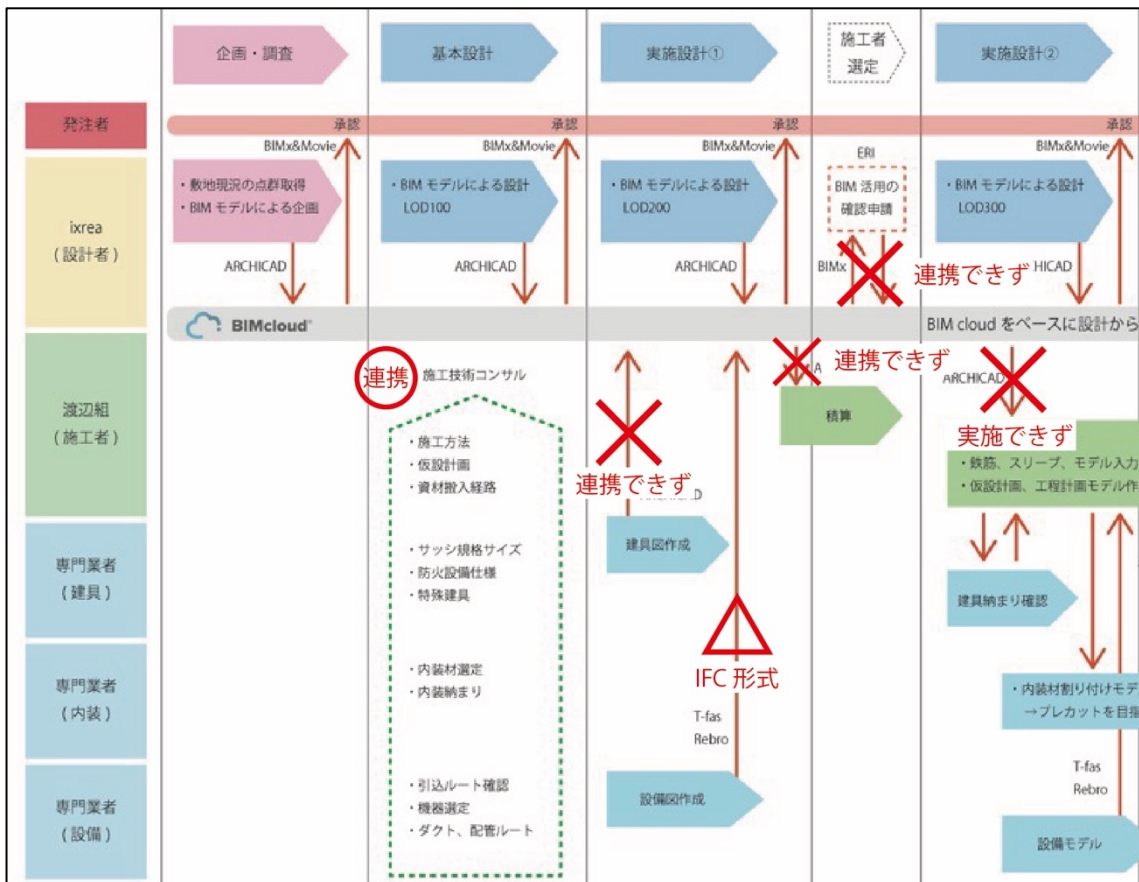 企画・調査
基本設計
実施設計①
施工者
選定
実施設計②
発注者
承認
承認
承認
承認
BIMx&Movie
BIMx&Movie
BIMx&Movie
BIMx&Movie
ixrea
(設計者)
・敷地現況の点群取得
・BIM モデルによる企画
・BIM モデルによる設計
LOD100
・BIM モデルによる設計
LOD200
ERI
BIM 活用の
確認申請
・BIM モデルによる設計
LOD300
ARCHICAD
ARCHICAD
ARCHICAD
BIMx
連携できず
HICAD
BIMcloud®
BIM cloud をベースに設計から
渡辺組
(施工者)
連携
施工技術コンサル
・施工方法
・仮設計画
・資材搬入経路
連携できず
連携できず
A
積算
ARCHICAD
実施できず
・鉄筋、スリーブ、モデル入力
・仮設計画、工程計画モデル作
専門業者
(建具)
・サッシ規格サイズ
・防火設備仕様
・特殊建具
建具図作成
建具納まり確認
専門業者
(内装)
・内装材選定
・内装納まり
IFC 形式
・内装材割り付けモデ
→プレカットを目指
T-fas
Rebro
T-fas
Rebro
専門業者
(設備)
・引込ルート確認
・機器選定
・ダクト、配管ルート
設備図作成
設備モデル